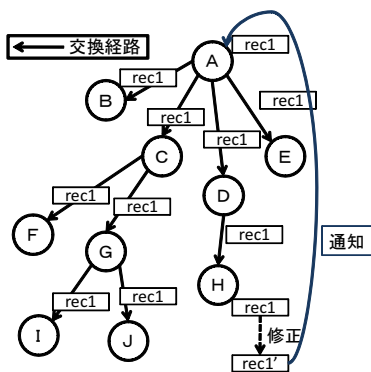 交換経路
A
rec1
rec1
B
rec1
rec1
rec1
C
E
rec1
D
rec1
rec1
F
rec1
通知
G
H
rec1
rec1
rec1
I
J
修正
rec1'